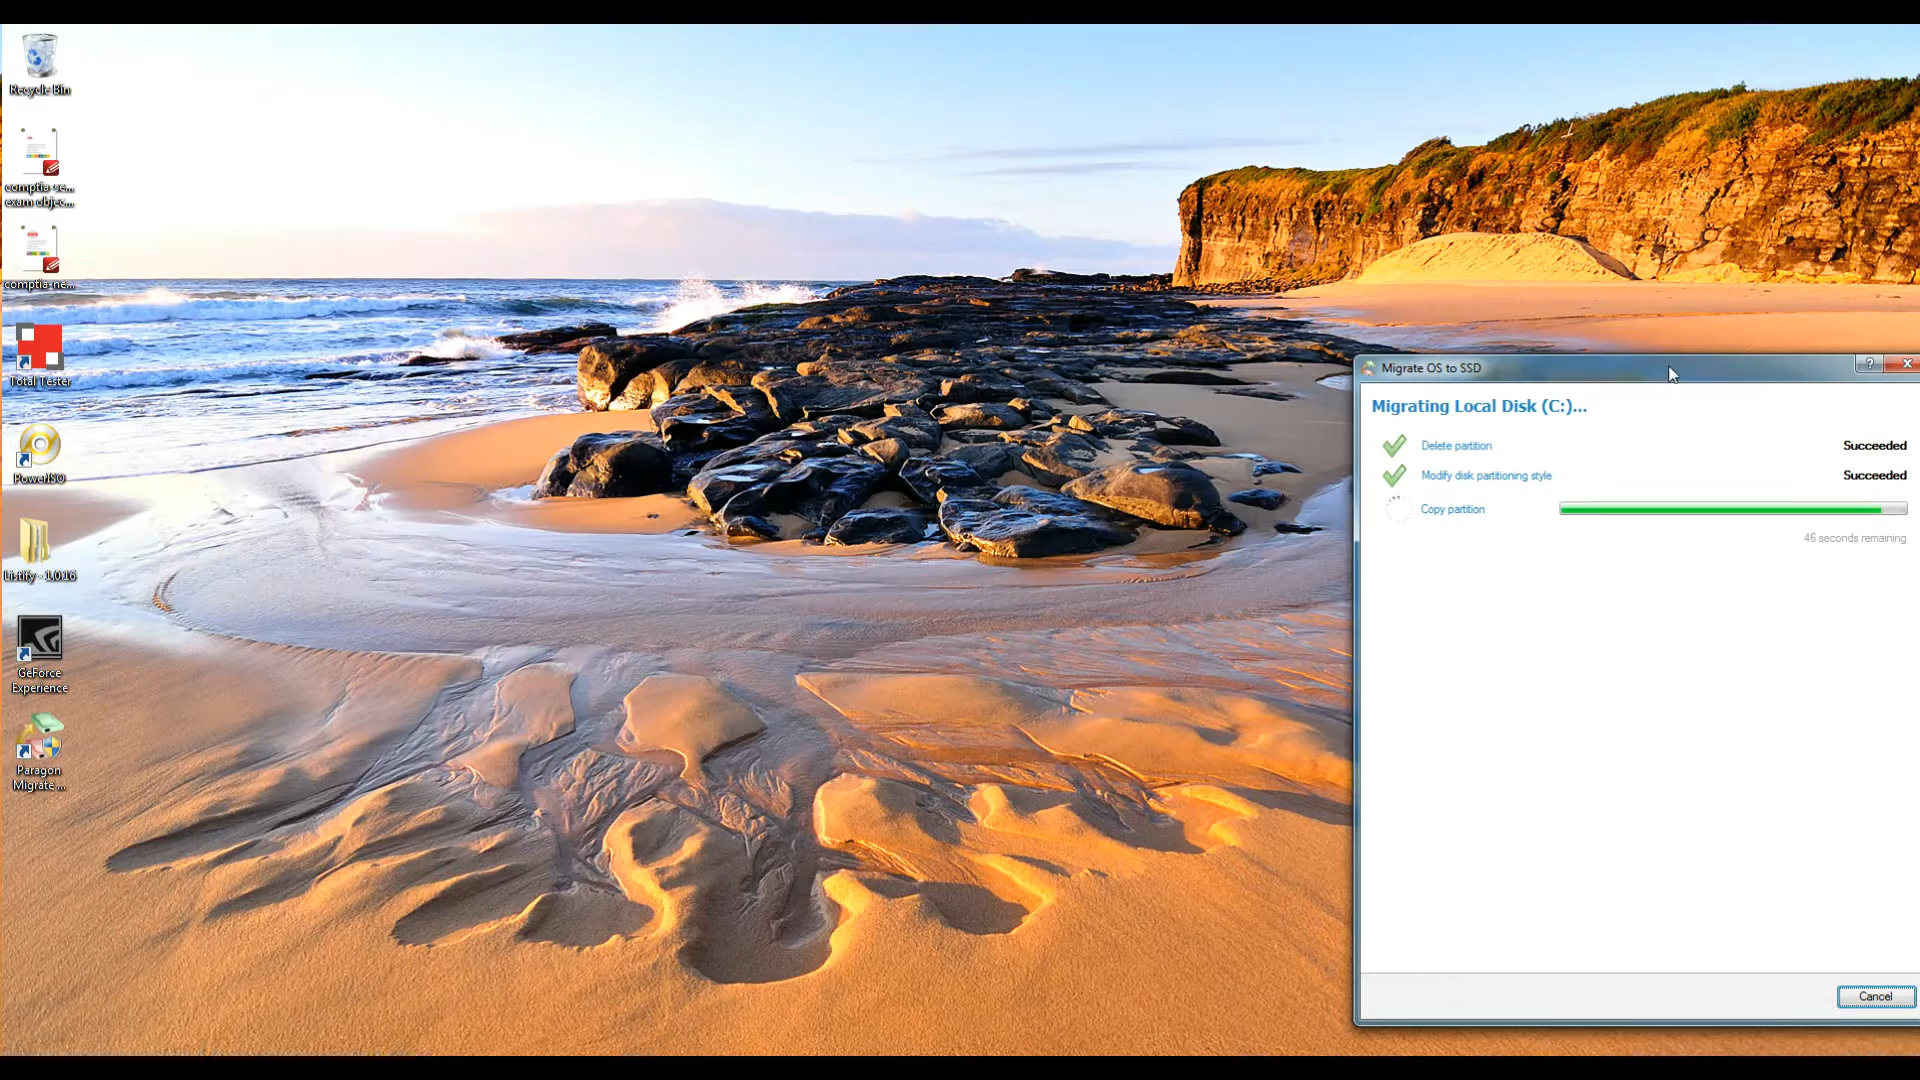 Recycle Bin
comptia-se...
exam objec...
comptia-ne...
Total Tester
PowerISO
Listify - 1.0.16
GeForce
Experience
Paragon
Migrate ...
Migrate OS to SSD
?
Migrating Local Disk (C:)...
Delete partition Succeeded
Modify disk partitioning style Succeeded
Copy partition
46 seconds remaining
Cancel